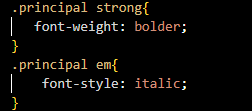 .principal strong{
font-weight: bolder;
}
.principal em{
font-style: italic;
}